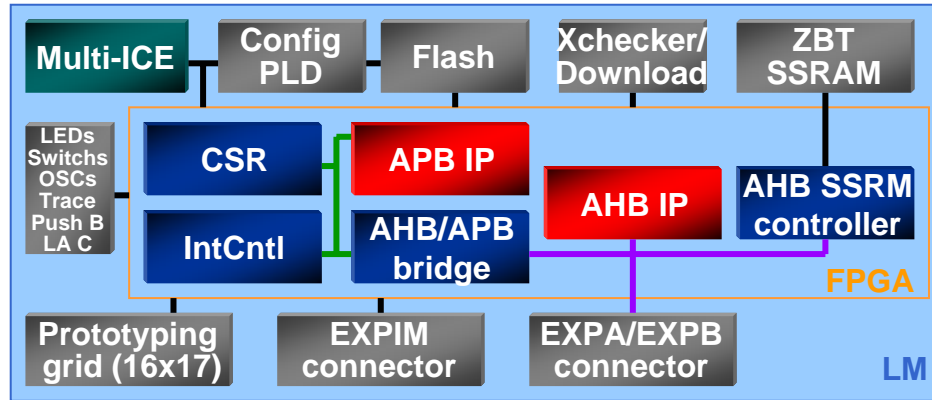 Multi-ICE
Config
PLD
Flash
Xchecker/
Download
ZBT
SSRAM
LEDs
Switchs
OSCs
Trace
Push B
LA C
CSR
APB IP
AHB IP
AHB SSRM
controller
IntCntl
AHB/APB
bridge
FPGA
Prototyping
grid (16x17)
EXPIM
connector
EXPA/EXPB
connector
LM